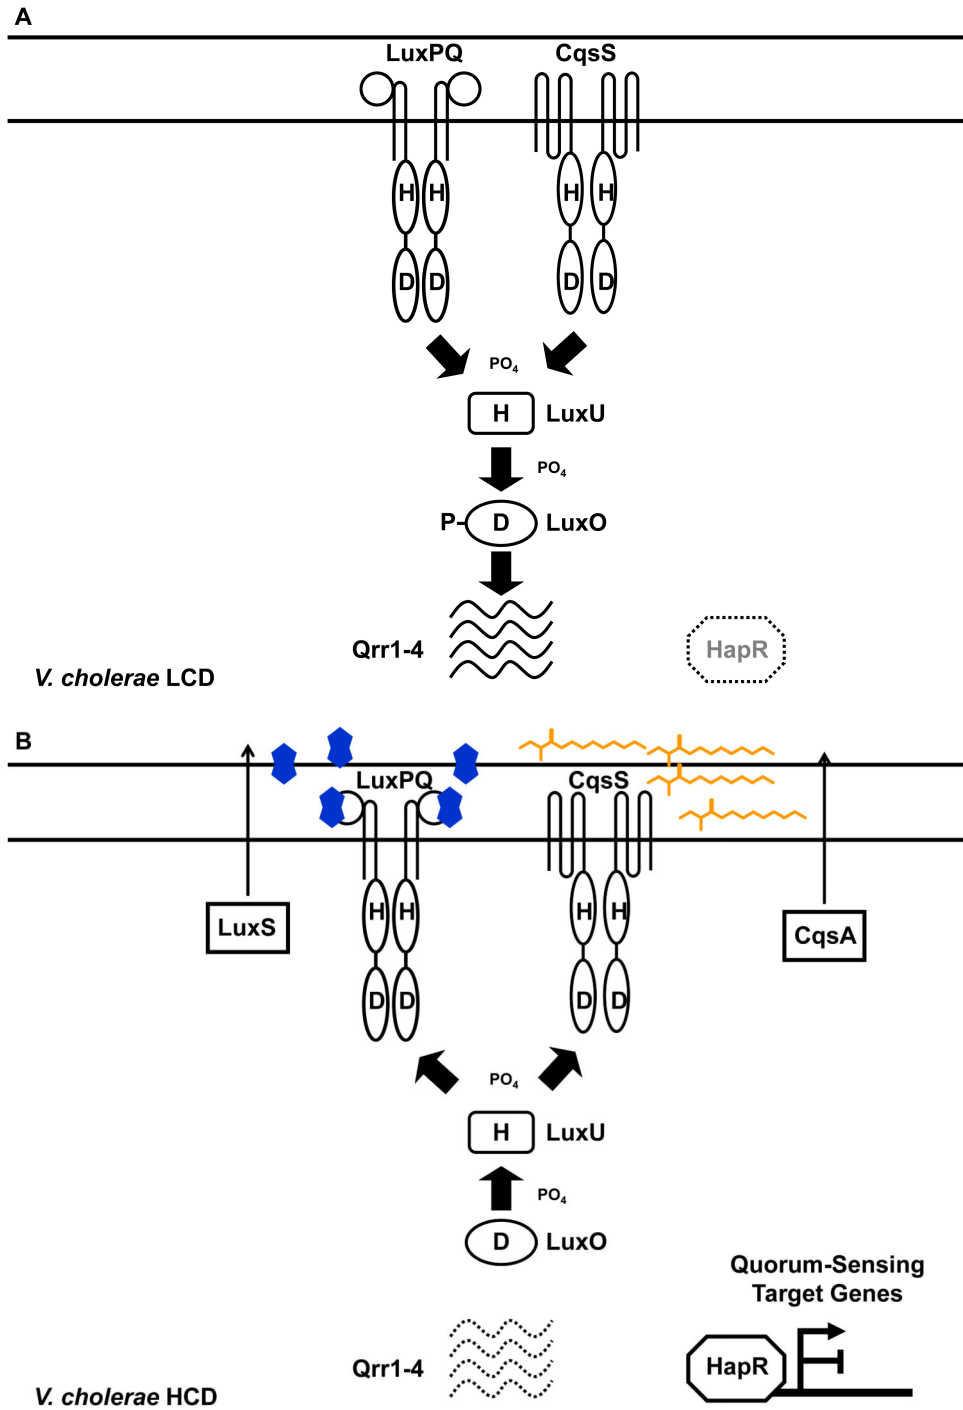 A
LuxPQ CqsS
H H H H
D D D D
PO4
H LuxU
PO4
P- D LuxO
Qrr1-4 HapR
V. cholerae LCD
B
LuxPQ CqsS
LuxS H H H H CqsA
D D D D
PO4
H LuxU
PO4
D LuxO
Quorum-Sensing
Target Genes
Qrr1-4 HapR
V. cholerae HCD